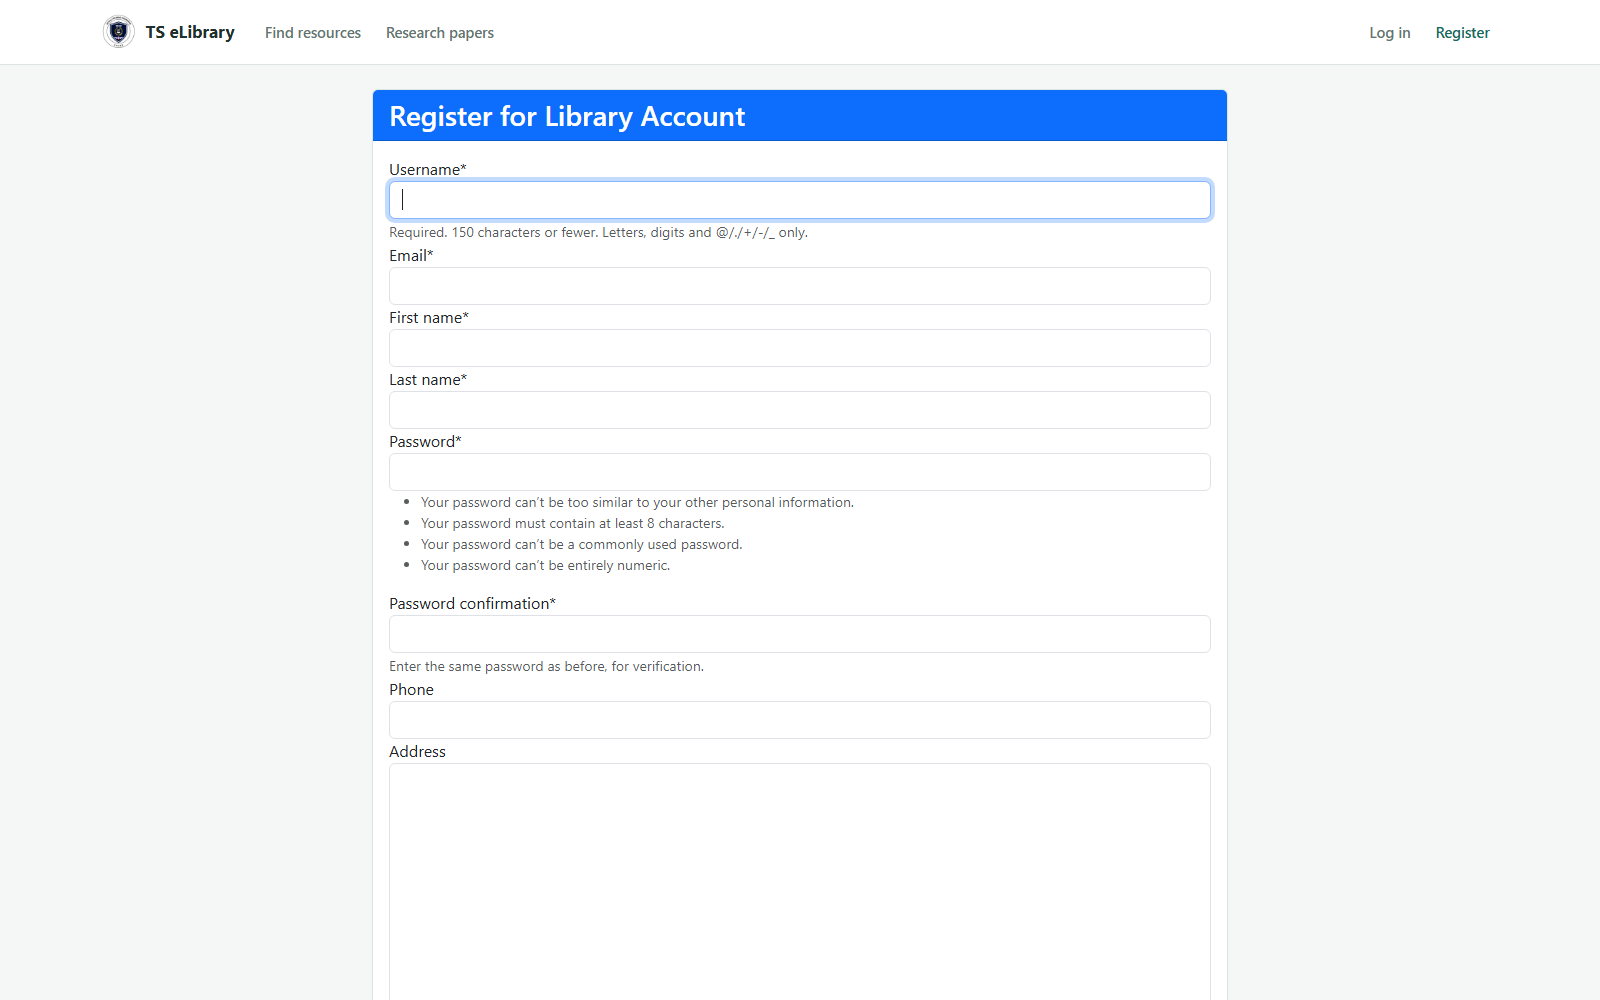 TS eLibrary
Find resources
Research papers
Log in
Register
Register for Library Account
Username*
Required. 150 characters or fewer. Letters, digits and @/./+/-/_ only.
Email*
First name*
Last name*
Password*
Your password can’t be too similar to your other personal information.
Your password must contain at least 8 characters.
Your password can’t be a commonly used password.
Your password can’t be entirely numeric.
Password confirmation*
Enter the same password as before, for verification.
Phone
Address